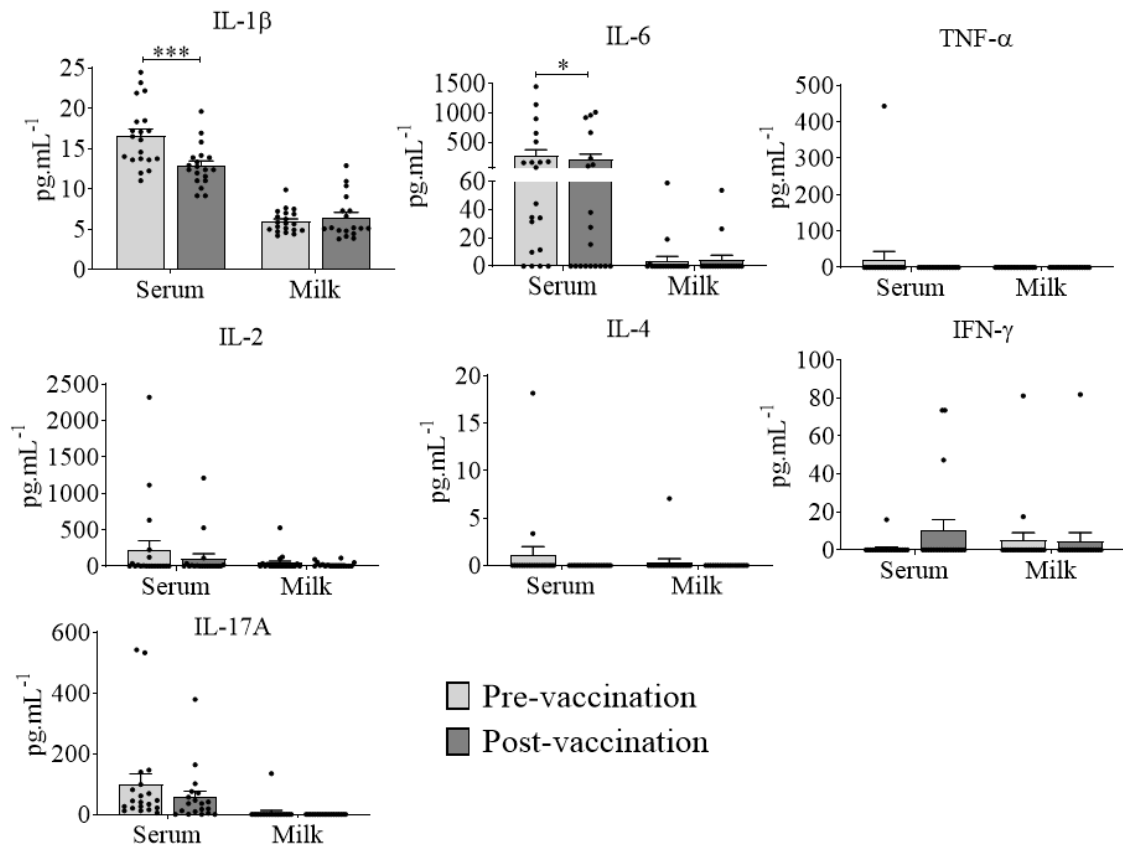 IL-1β
IL-6
TNF-α
***
*
25
20
15
10
5
0
pg.mL⁻¹
Serum
Milk
1500
1000
500
60
40
20
0
pg.mL⁻¹
Serum
Milk
500
400
300
200
100
0
pg.mL⁻¹
Serum
Milk
IL-2
IL-4
IFN-γ
2500
2000
1500
1000
500
0
pg.mL⁻¹
Serum
Milk
20
15
10
5
0
pg.mL⁻¹
Serum
Milk
100
80
60
40
20
0
pg.mL⁻¹
Serum
Milk
IL-17A
600
400
200
0
pg.mL⁻¹
Serum
Milk
Pre-vaccination
Post-vaccination